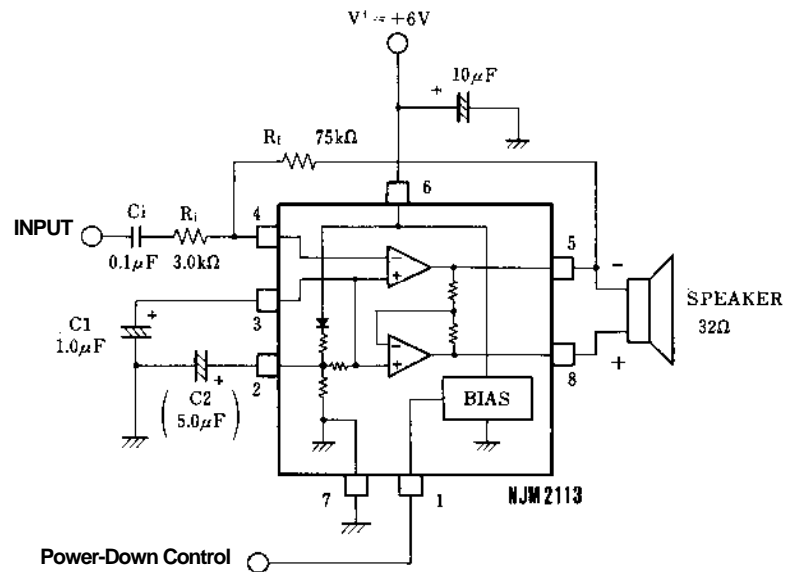 V⁺ = +6V
10μF
+
Rf 75kΩ
6
INPUT
Ci
Ri
4
0.1μF 3.0kΩ
5
−
+
3
SPEAKER
32Ω
C1
1.0μF
+
C2
(5.0μF)
+
2
−
+
8
+
−
BIAS
7
1
NJM2113
Power-Down Control